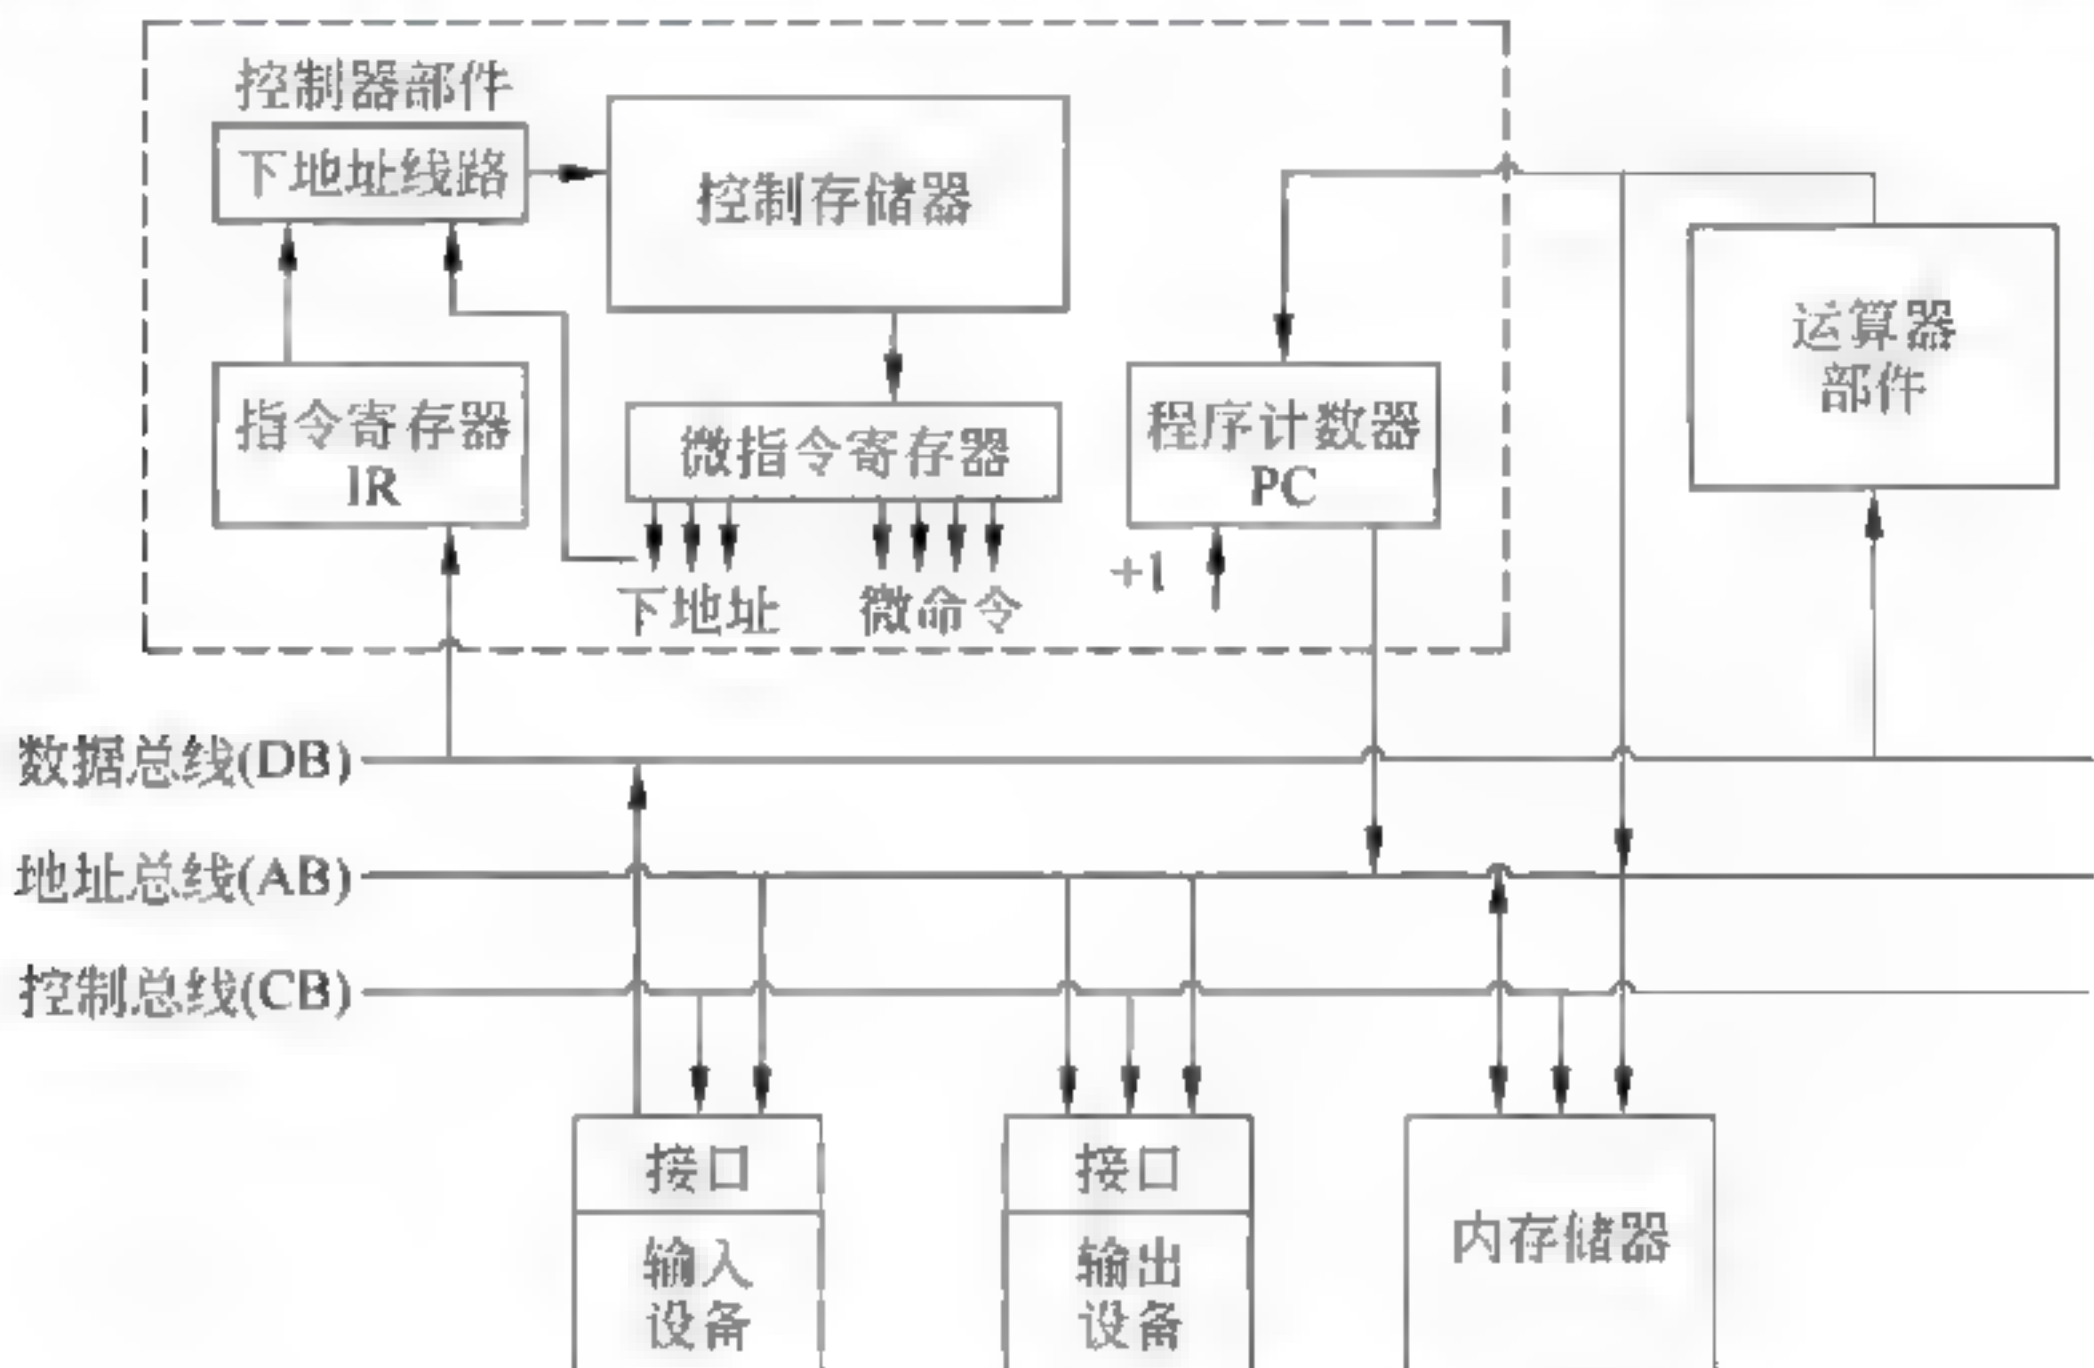 控制器部件
下地址线路
控制存储器
运算器
部件
指令寄存器
IR
微指令寄存器
程序计数器
PC
+1
下地址
微命令
数据总线(DB)
地址总线(AB)
控制总线(CB)
接口
输入
设备
接口
输出
设备
内存储器